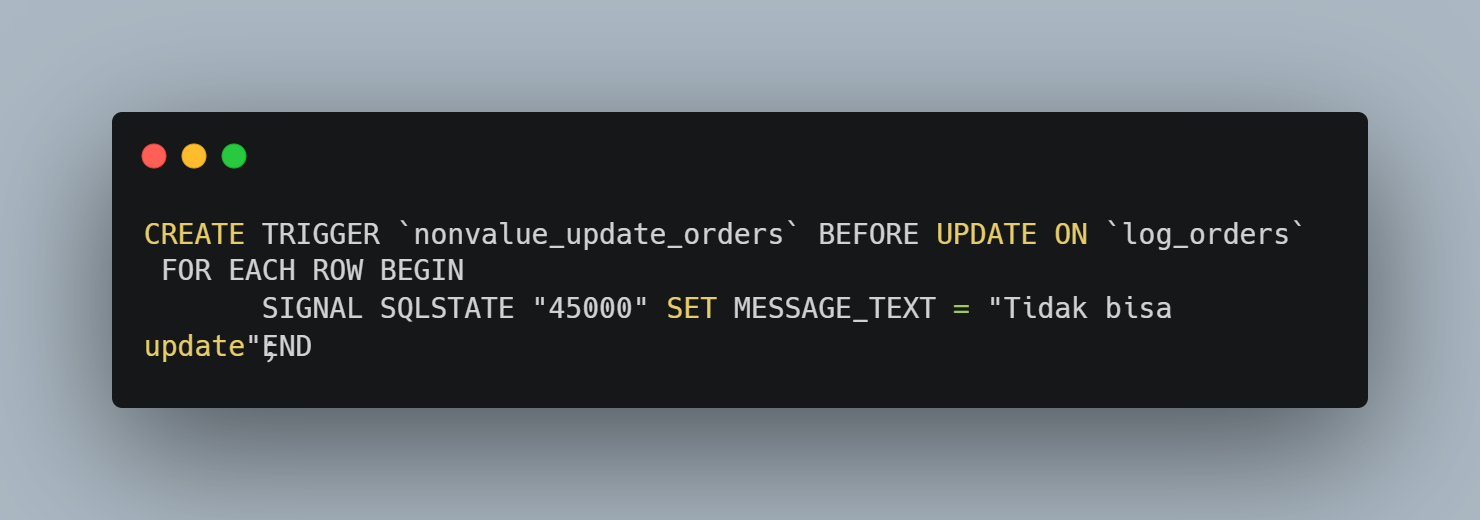 CREATE TRIGGER `nonvalue_update_orders` BEFORE UPDATE ON `log_orders`
FOR EACH ROW BEGIN
SIGNAL SQLSTATE "45000" SET MESSAGE_TEXT = "Tidak bisa
update";END